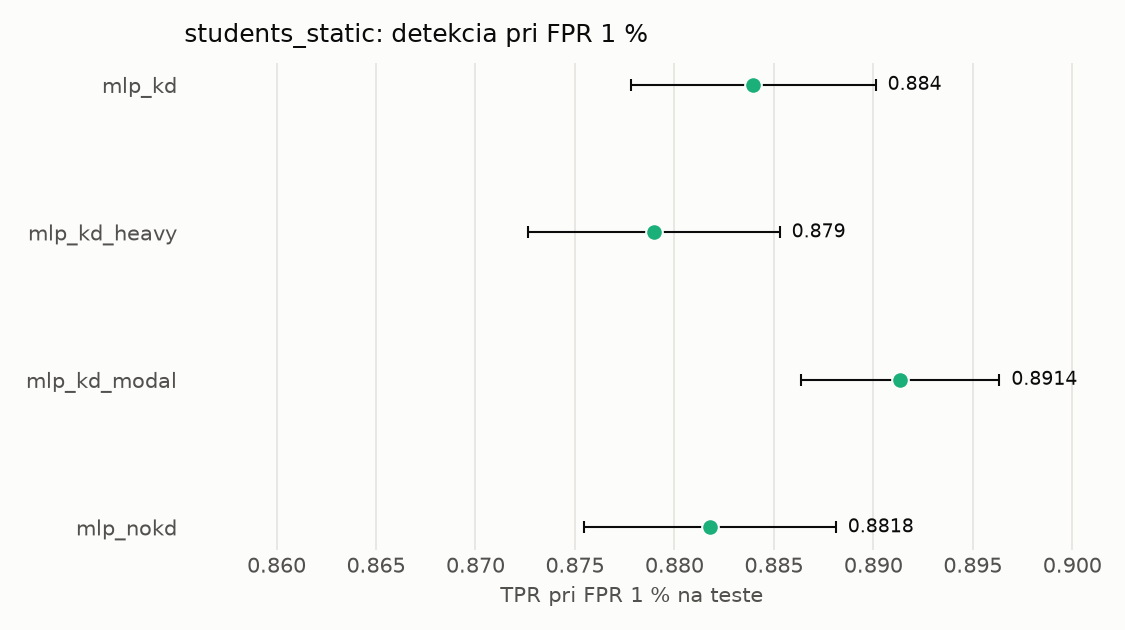 students_static: detekcia pri FPR 1 %
mlp_kd
0.884
mlp_kd_heavy
0.879
mlp_kd_modal
0.8914
mlp_nokd
0.8818
0.860 0.865 0.870 0.875 0.880 0.885 0.890 0.895 0.900
TPR pri FPR 1 % na teste